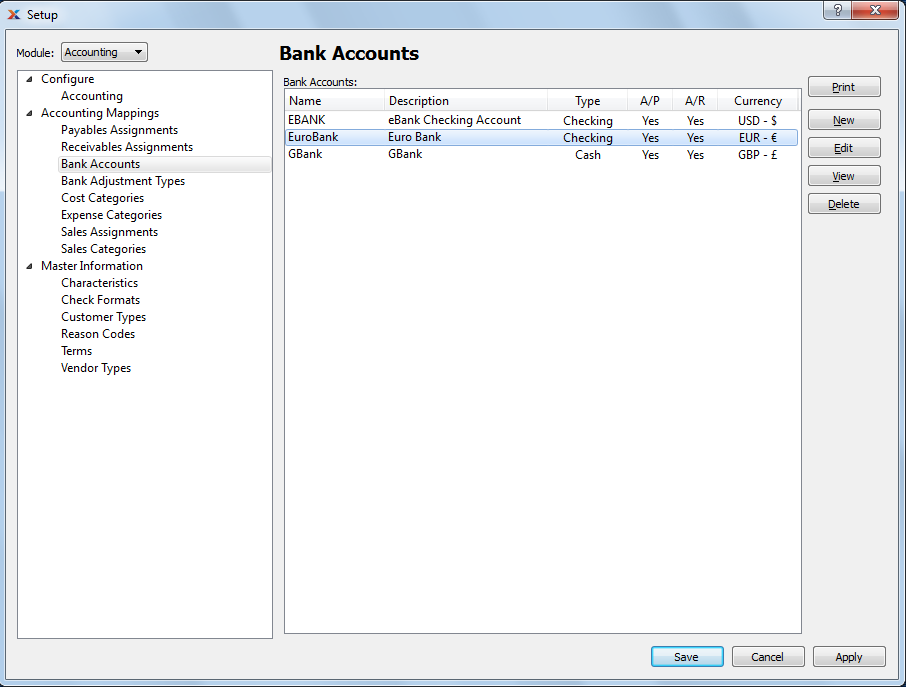 Setup
?
Module: Accounting
Configure
Accounting
Accounting Mappings
Payables Assignments
Receivables Assignments
Bank Accounts
Bank Adjustment Types
Cost Categories
Expense Categories
Sales Assignments
Sales Categories
Master Information
Characteristics
Check Formats
Customer Types
Reason Codes
Terms
Vendor Types
Bank Accounts
Bank Accounts:
Name Description Type A/P A/R Currency
EBANK eBank Checking Account Checking Yes Yes USD - $
EuroBank Euro Bank Checking Yes Yes EUR - €
GBank GBank Cash Yes Yes GBP - £
Print
New
Edit
View
Delete
Save Cancel Apply